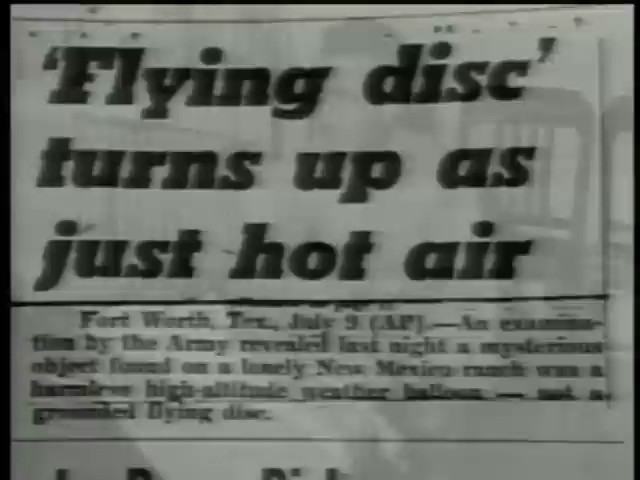 'Flying disc'
turns up as
just hot air
Fort Worth, Tex., July 9 (AP).—An examina-
tion by the Army revealed last night a mysterious
object found on a lonely New Mexico ranch was a
harmless high-altitude weather balloon — not a
grounded flying disc.